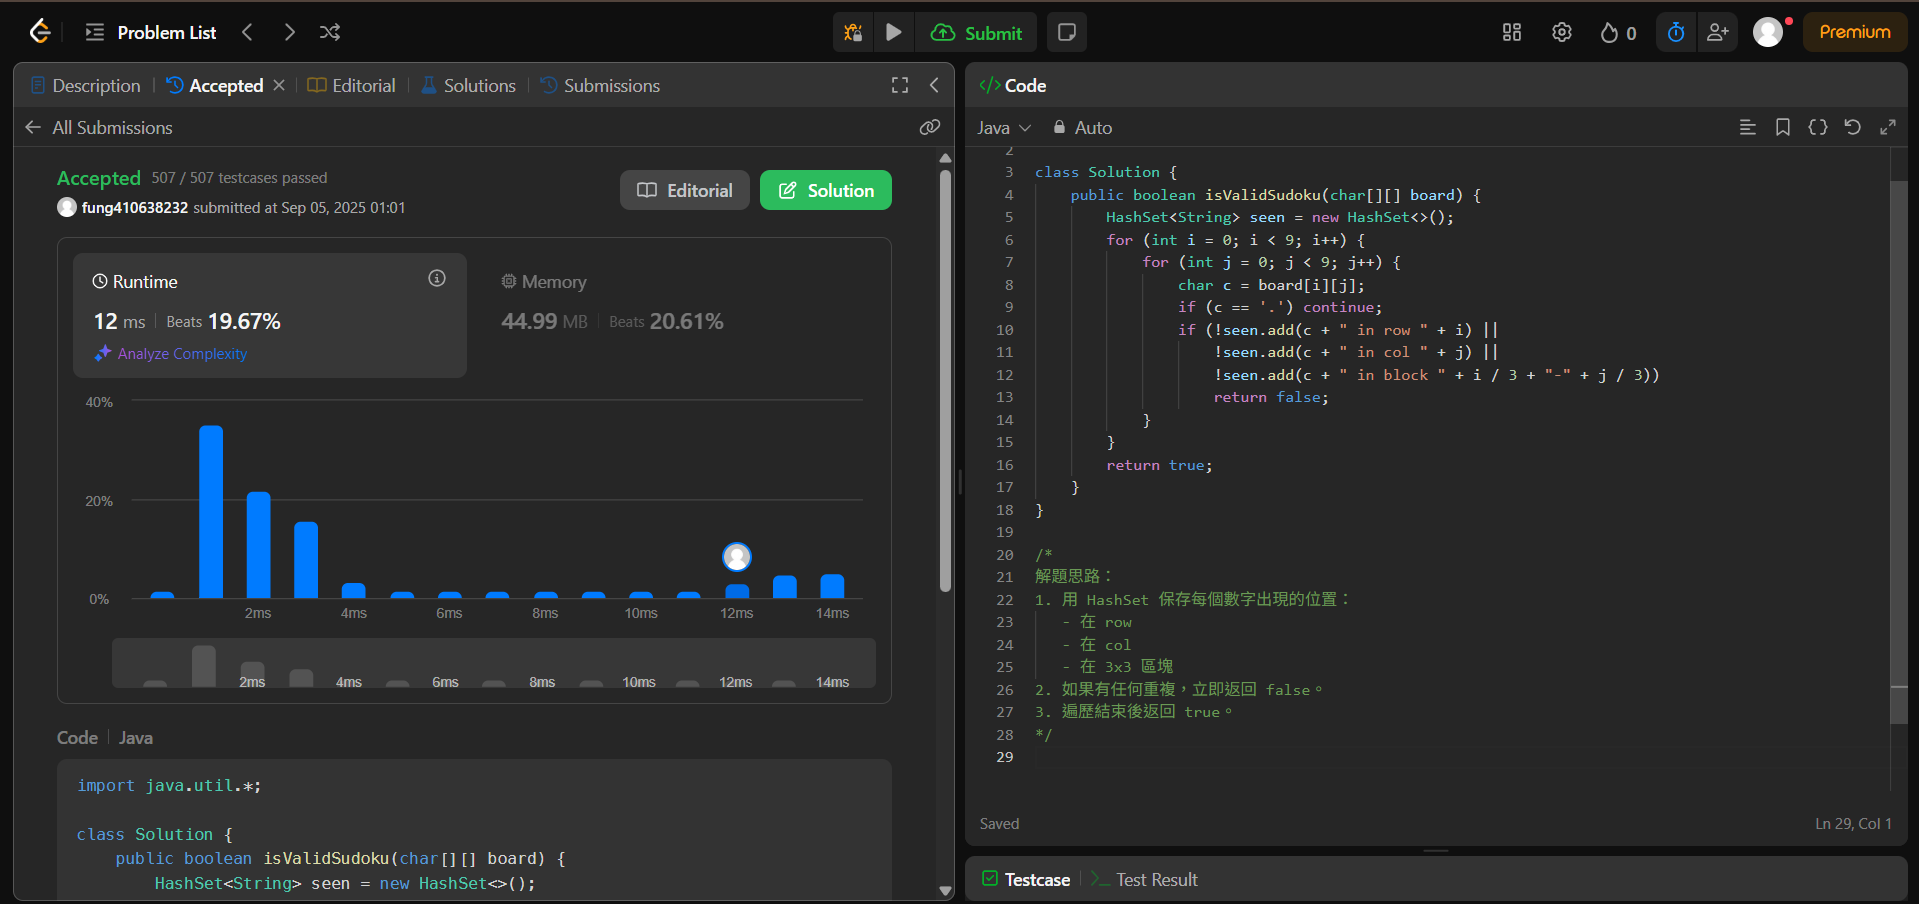 Problem List
Submit
0
Premium
Description
Accepted
Editorial
Solutions
Submissions
All Submissions
Accepted 507 / 507 testcases passed
fung410638232 submitted at Sep 05, 2025 01:01
Editorial
Solution
Runtime
12 ms Beats 19.67%
Analyze Complexity
Memory
44.99 MB Beats 20.61%
40%
20%
0%
2ms 4ms 6ms 8ms 10ms 12ms 14ms
2ms 4ms 6ms 8ms 10ms 12ms 14ms
Code Java
import java.util.*;
class Solution {
public boolean isValidSudoku(char[][] board) {
HashSet<String> seen = new HashSet<>();
Code
Java Auto
2
3 class Solution {
4 public boolean isValidSudoku(char[][] board) {
5 HashSet<String> seen = new HashSet<>();
6 for (int i = 0; i < 9; i++) {
7 for (int j = 0; j < 9; j++) {
8 char c = board[i][j];
9 if (c == '.') continue;
10 if (!seen.add(c + " in row " + i) ||
11 !seen.add(c + " in col " + j) ||
12 !seen.add(c + " in block " + i / 3 + "-" + j / 3))
13 return false;
14 }
15 }
16 return true;
17 }
18 }
19
20 /*
21 解題思路：
22 1. 用 HashSet 保存每個數字出現的位置：
23 - 在 row
24 - 在 col
25 - 在 3x3 區塊
26 2. 如果有任何重複，立即返回 false。
27 3. 遍歷結束後返回 true。
28 */
29
Saved
Ln 29, Col 1
Testcase
Test Result